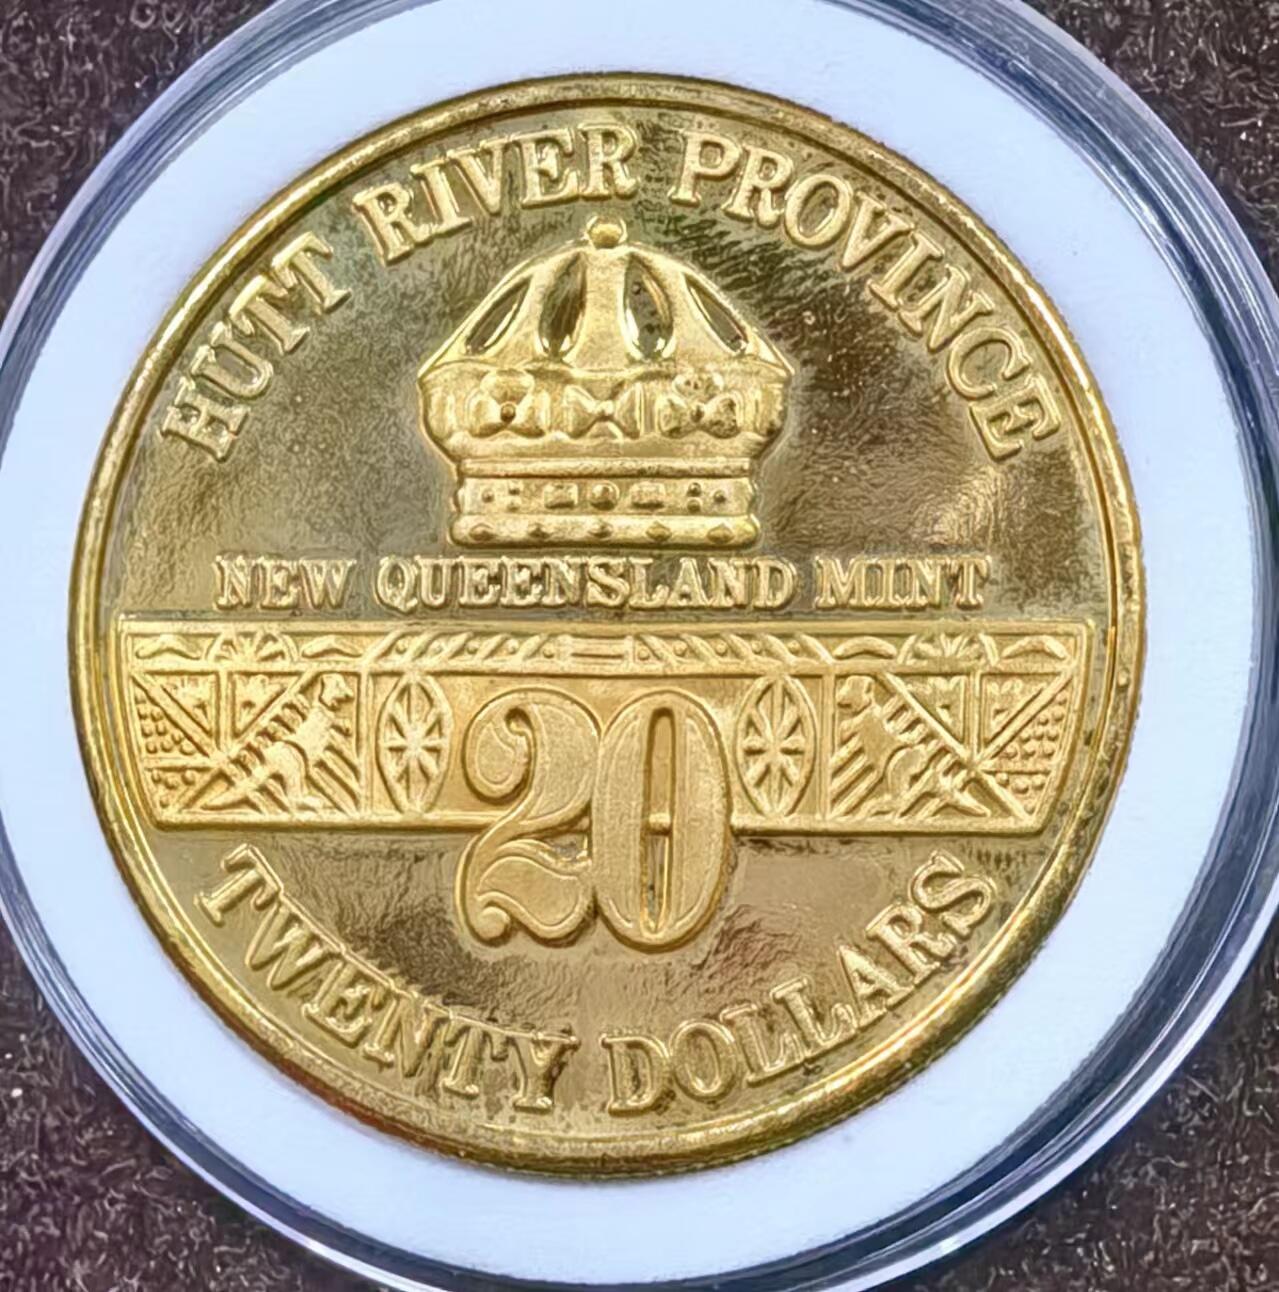 HUTT RIVER PROVINCE
NEW QUEENSLAND MINT
20
TWENTY DOLLARS